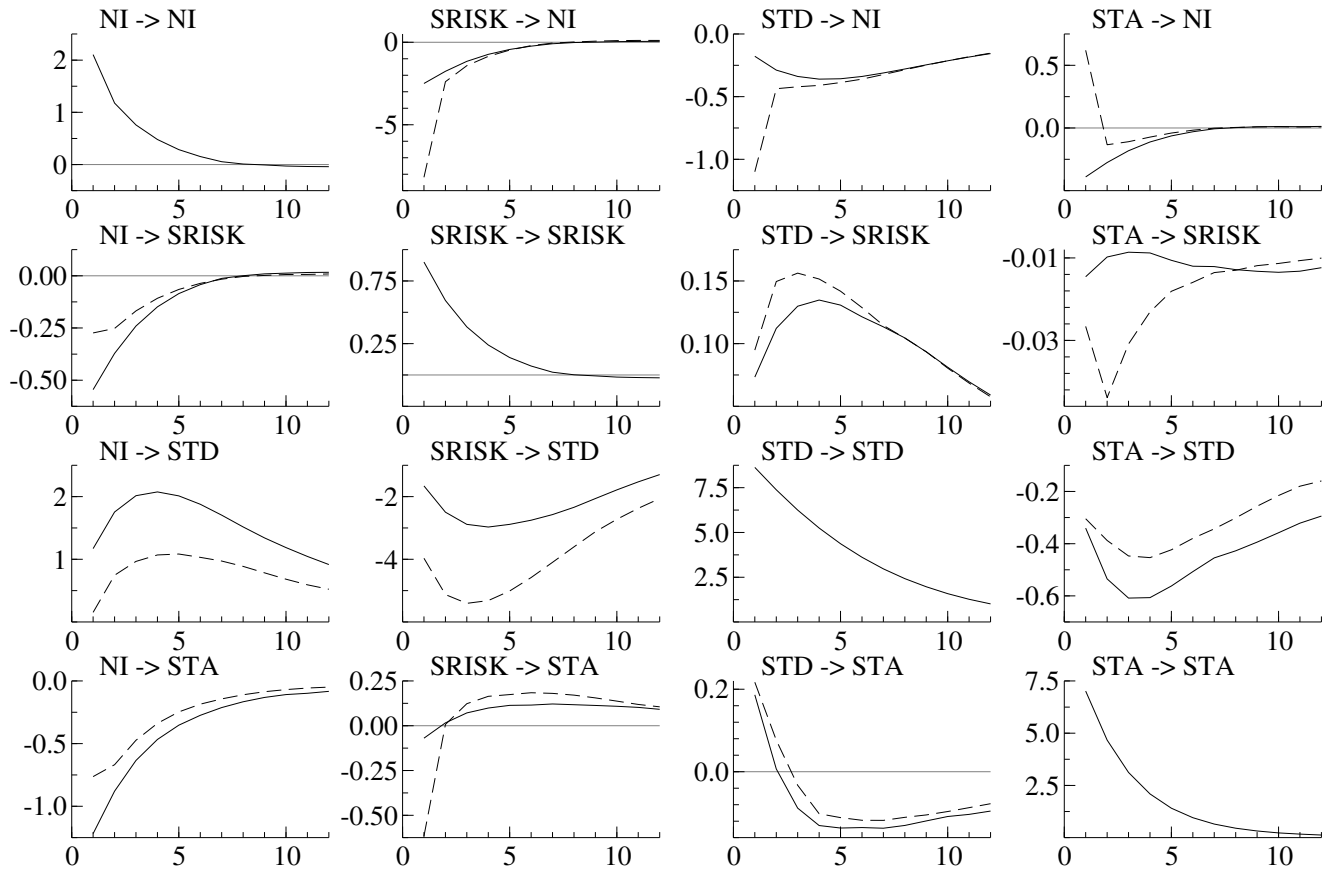 NI -> NI
2
1
0
0 5 10
SRISK -> NI
0
-5
0 5 10
STD -> NI
0.0
-0.5
-1.0
0 5 10
STA -> NI
0.5
0.0
0 5 10
NI -> SRISK
0.00
-0.25
-0.50
0 5 10
SRISK -> SRISK
0.75
0.25
0 5 10
STD -> SRISK
0.15
0.10
0 5 10
STA -> SRISK
-0.01
-0.03
0 5 10
NI -> STD
2
1
0 5 10
SRISK -> STD
-2
-4
0 5 10
STD -> STD
7.5
5.0
2.5
0 5 10
STA -> STD
-0.2
-0.4
-0.6
0 5 10
NI -> STA
0.0
-0.5
-1.0
0 5 10
SRISK -> STA
0.25
0.00
-0.25
-0.50
0 5 10
STD -> STA
0.2
0.0
0 5 10
STA -> STA
7.5
5.0
2.5
0 5 10